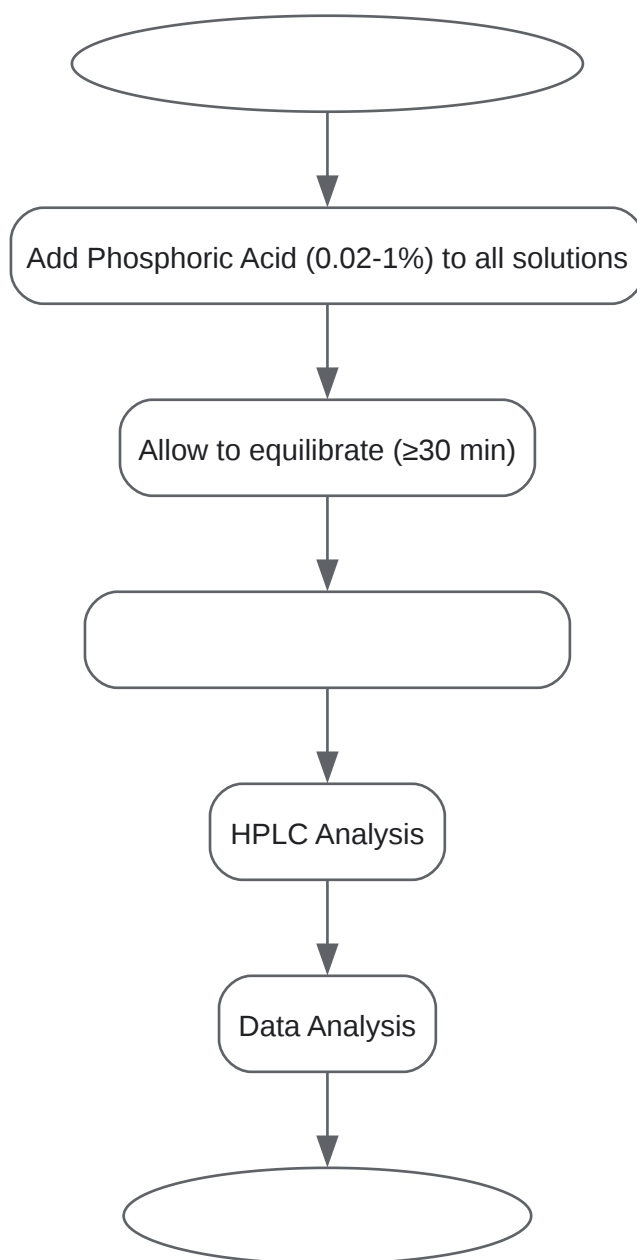 Add Phosphoric Acid (0.02-1%) to all solutions
Allow to equilibrate (≥30 min)
HPLC Analysis
Data Analysis